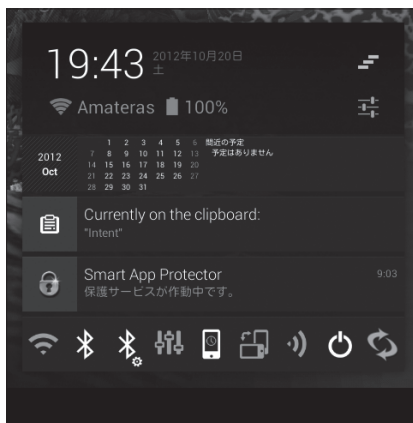 19:43
2012年10月20日
土
Amateras 100%
2012
Oct
1 2 3 4 5 6
7 8 9 10 11 12 13
14 15 16 17 18 19 20
21 22 23 24 25 26 27
28 29 30 31
間近の予定
予定はありません
Currently on the clipboard:
"Intent"
Smart App Protector 9:03
保護サービスが作動中です。